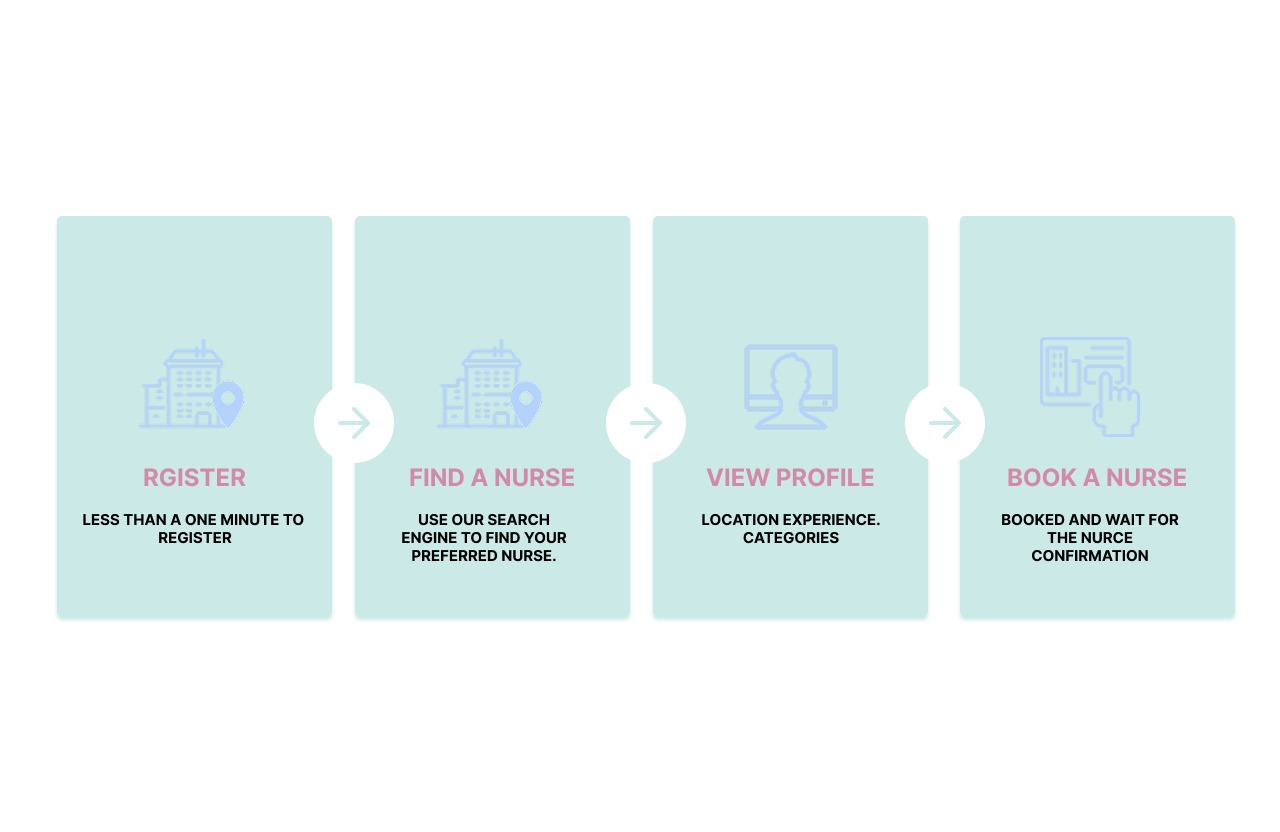 RGISTER
LESS THAN A ONE MINUTE TO
REGISTER
FIND A NURSE
USE OUR SEARCH
ENGINE TO FIND YOUR
PREFERRED NURSE.
VIEW PROFILE
LOCATION EXPERIENCE.
CATEGORIES
BOOK A NURSE
BOOKED AND WAIT FOR
THE NURCE
CONFIRMATION